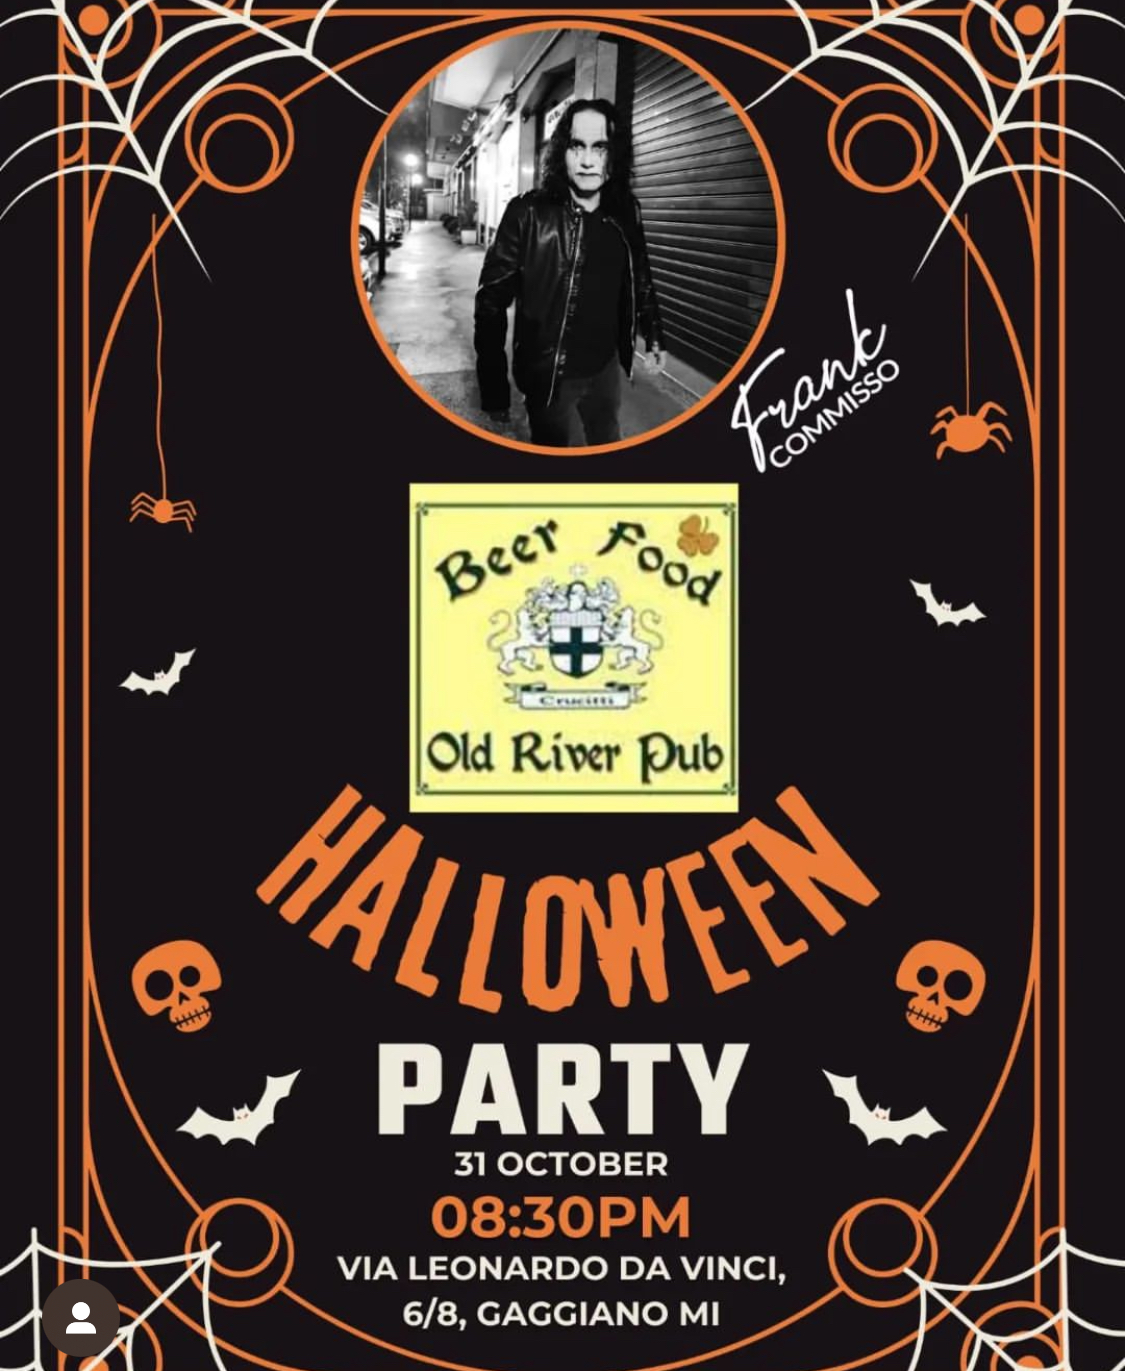 Frank
COMMISSO
Beer Food
Crucitti
Old River Pub
HALLOWEEN
PARTY
31 OCTOBER
08:30PM
VIA LEONARDO DA VINCI,
6/8, GAGGIANO MI